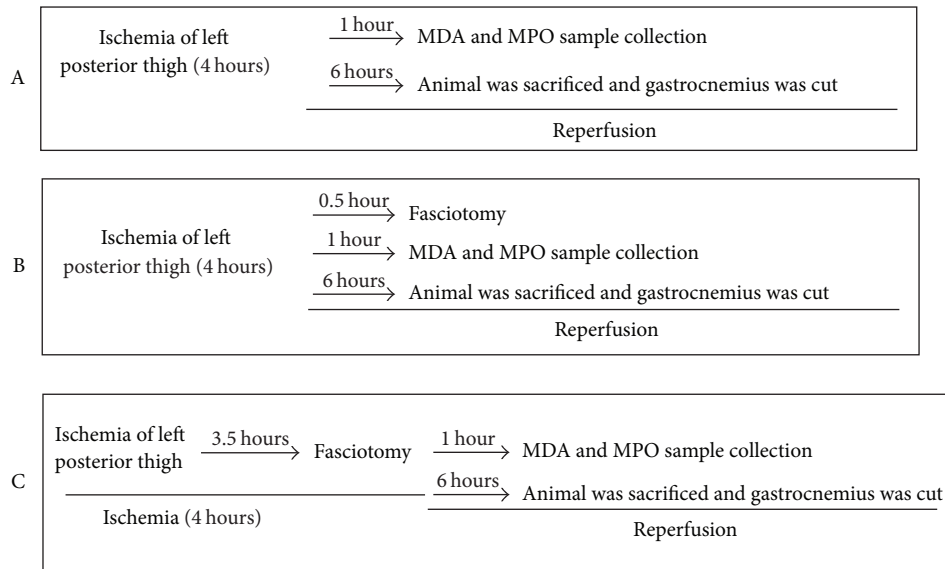 A
Ischemia of left
posterior thigh (4 hours)
1 hour
MDA and MPO sample collection
6 hours
Animal was sacrificed and gastrocnemius was cut
Reperfusion
B
Ischemia of left
posterior thigh (4 hours)
0.5 hour
Fasciotomy
1 hour
MDA and MPO sample collection
6 hours
Animal was sacrificed and gastrocnemius was cut
Reperfusion
C
Ischemia of left
posterior thigh
3.5 hours
Fasciotomy
Ischemia (4 hours)
1 hour
MDA and MPO sample collection
6 hours
Animal was sacrificed and gastrocnemius was cut
Reperfusion